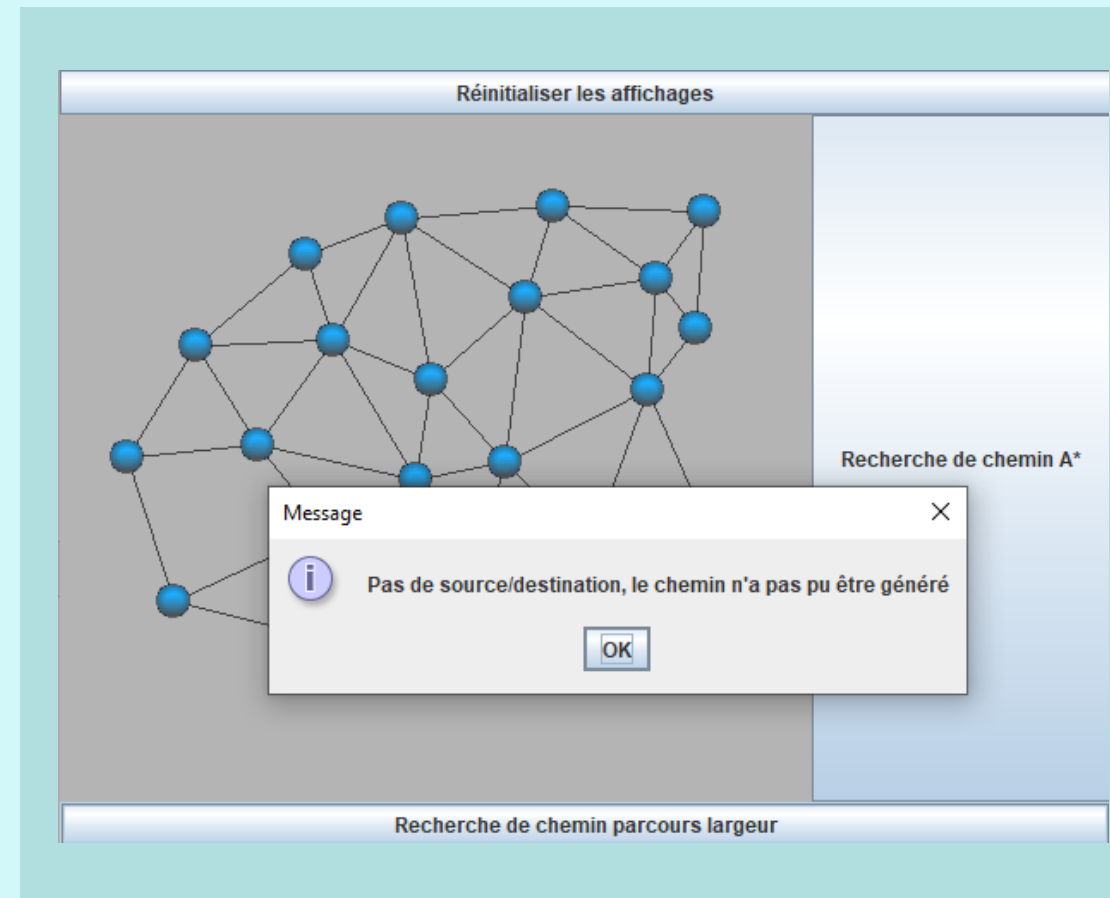 Réinitialiser les affichages
Recherche de chemin A*
Message
Pas de source/destination, le chemin n'a pas pu être généré
OK
Recherche de chemin parcours largeur